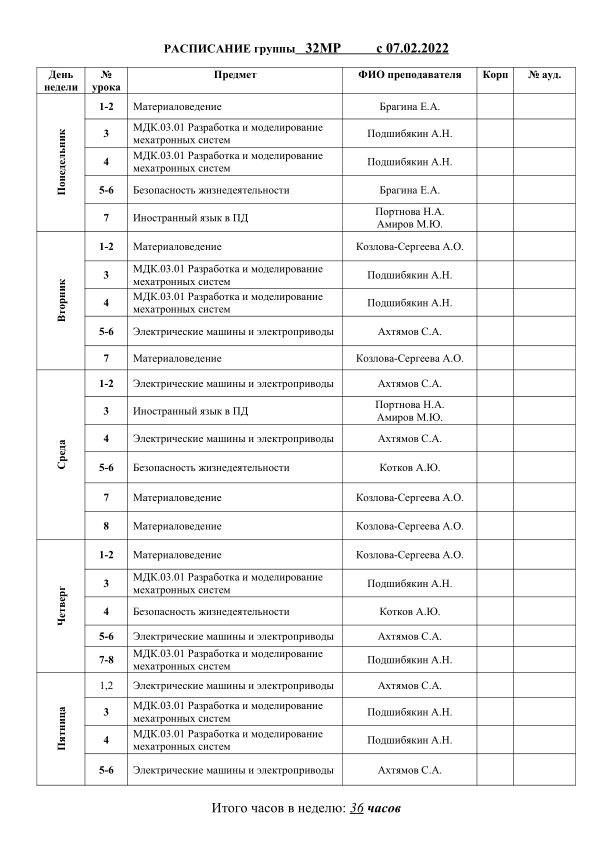 РАСПИСАНИЕ группы 32МР с 07.02.2022
День недели № урока Предмет ФИО преподавателя Корп № ауд.
Понедельник
1-2 Материаловедение Брагина Е.А.
3 МДК.03.01 Разработка и моделирование
мехатронных систем Подшибякин А.Н.
4 МДК.03.01 Разработка и моделирование
мехатронных систем Подшибякин А.Н.
5-6 Безопасность жизнедеятельности Брагина Е.А.
7 Иностранный язык в ПД Портнова Н.А.
Амиров М.Ю.
Вторник
1-2 Материаловедение Козлова-Сергеева А.О.
3 МДК.03.01 Разработка и моделирование
мехатронных систем Подшибякин А.Н.
4 МДК.03.01 Разработка и моделирование
мехатронных систем Подшибякин А.Н.
5-6 Электрические машины и электроприводы Ахтямов С.А.
7 Материаловедение Козлова-Сергеева А.О.
Среда
1-2 Электрические машины и электроприводы Ахтямов С.А.
3 Иностранный язык в ПД Портнова Н.А.
Амиров М.Ю.
4 Электрические машины и электроприводы Ахтямов С.А.
5-6 Безопасность жизнедеятельности Котков А.Ю.
7 Материаловедение Козлова-Сергеева А.О.
8 Материаловедение Козлова-Сергеева А.О.
Четверг
1-2 Материаловедение Козлова-Сергеева А.О.
3 МДК.03.01 Разработка и моделирование
мехатронных систем Подшибякин А.Н.
4 Безопасность жизнедеятельности Котков А.Ю.
5-6 Электрические машины и электроприводы Ахтямов С.А.
7-8 МДК.03.01 Разработка и моделирование
мехатронных систем Подшибякин А.Н.
Пятница
1,2 Электрические машины и электроприводы Ахтямов С.А.
3 МДК.03.01 Разработка и моделирование
мехатронных систем Подшибякин А.Н.
4 МДК.03.01 Разработка и моделирование
мехатронных систем Подшибякин А.Н.
5-6 Электрические машины и электроприводы Ахтямов С.А.
Итого часов в неделю: 36 часов